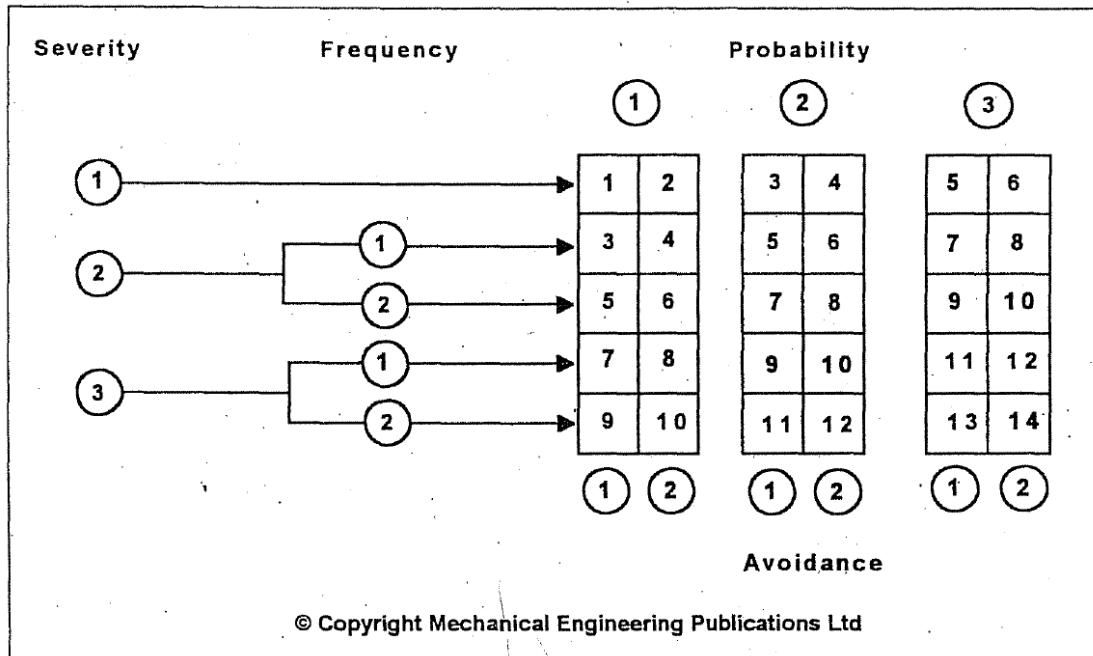 Severity Frequency Probability
1 2 3
1 1 2 3 4 5 6
1 3 4 5 6 7 8
2
2 5 6 7 8 9 10
1 7 8 9 10 11 12
3
2 9 10 11 12 13 14
1 2 1 2 1 2
Avoidance
© Copyright Mechanical Engineering Publications Ltd